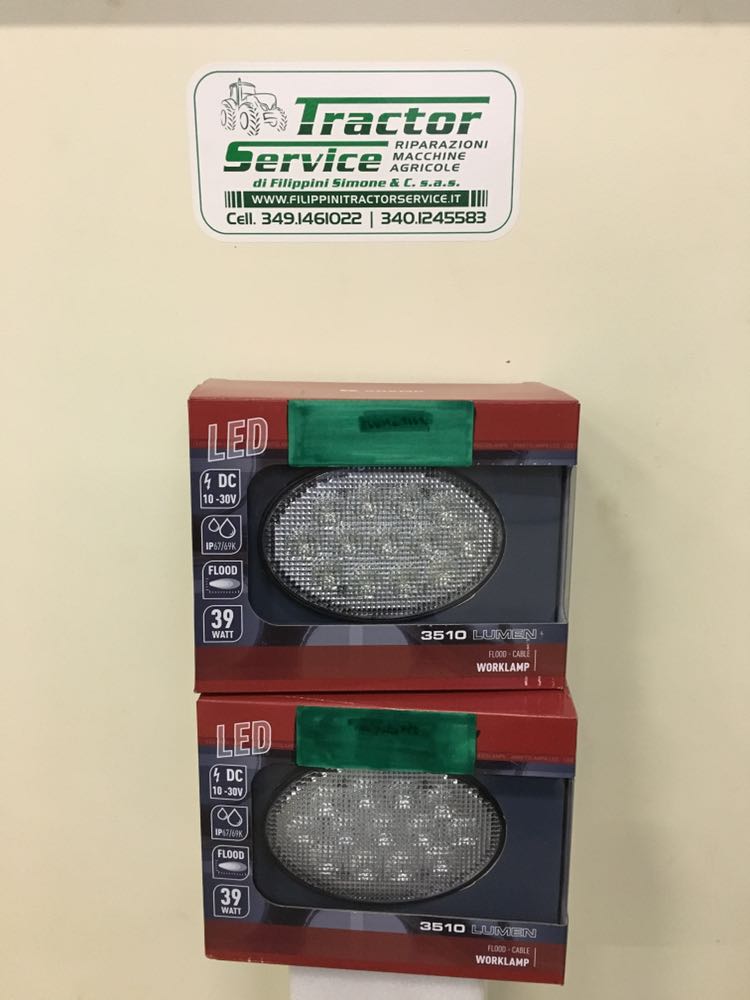 Tractor
Service
RIPARAZIONI
MACCHINE
AGRICOLE
di Filippini Simone & C. s.a.s.
WWW.FILIPPINITRACTORSERVICE.IT
Cell. 349.1461022 | 340.1245583
LED
DC
10 -30V
IP67/69K
FLOOD
39
WATT
3510 LUMEN
FLOOD - CABLE
WORKLAMP
LED
DC
10 -30V
IP67/69K
FLOOD
39
WATT
3510 LUMEN
FLOOD - CABLE
WORKLAMP